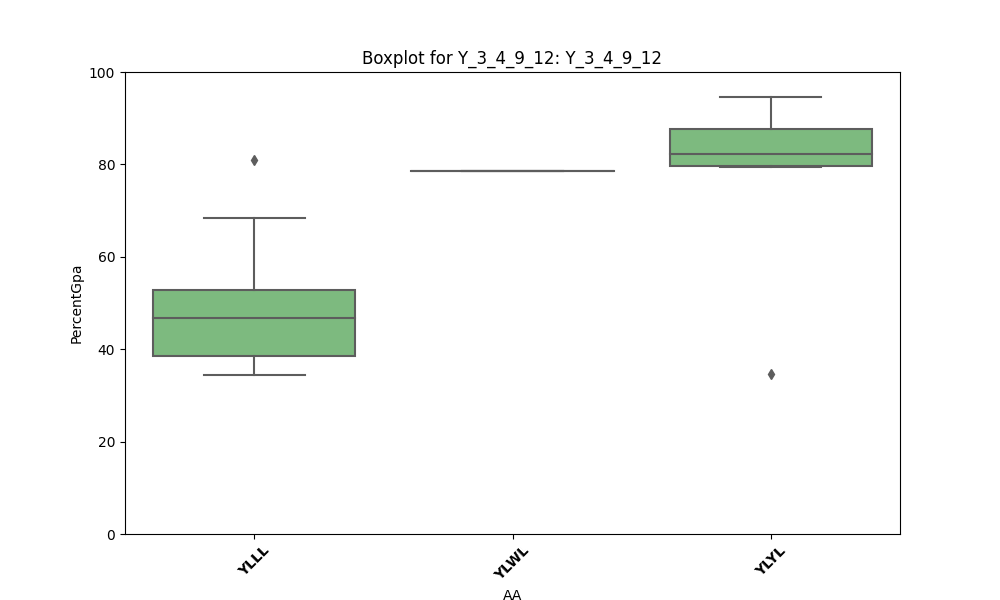 Boxplot for Y_3_4_9_12: Y_3_4_9_12
PercentGpa
100
80
60
40
20
0
YLLL
YLWL
YLYL
AA